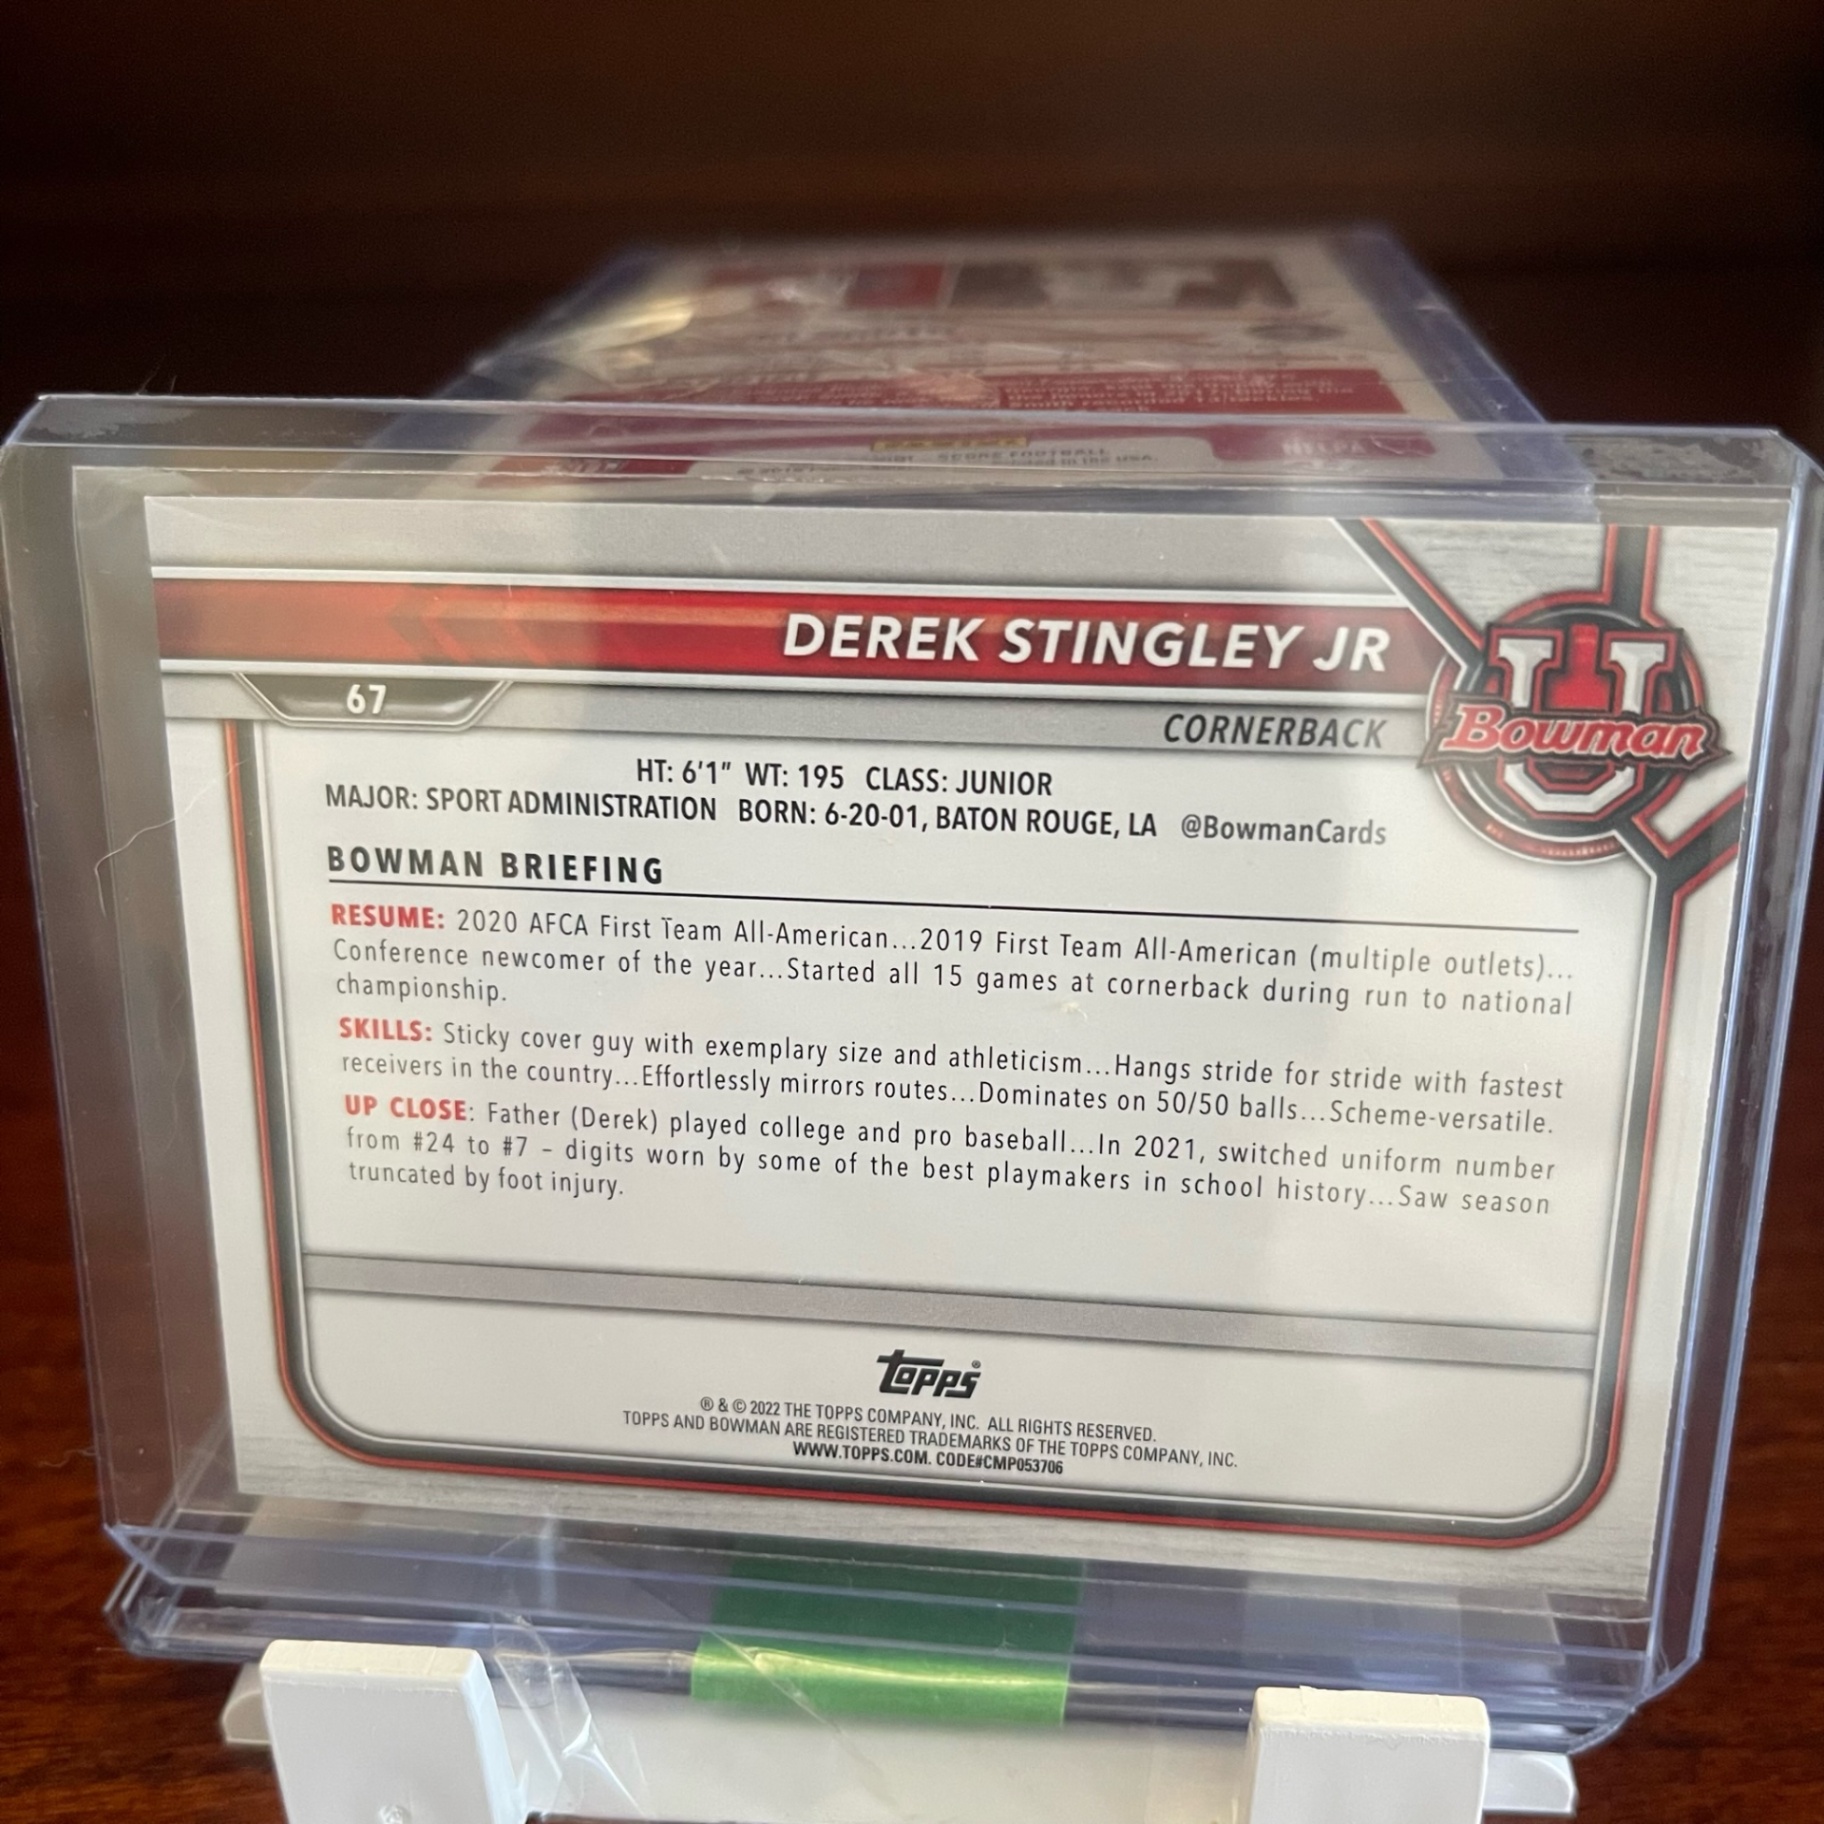 DEREK STINGLEY JR
U
Bowman
67
CORNERBACK
HT: 6'1" WT: 195 CLASS: JUNIOR
MAJOR: SPORT ADMINISTRATION BORN: 6-20-01, BATON ROUGE, LA @BowmanCards
BOWMAN BRIEFING
RESUME: 2020 AFCA First Team All-American...2019 First Team All-American (multiple outlets)...
Conference newcomer of the year...Started all 15 games at cornerback during run to national
championship.
SKILLS: Sticky cover guy with exemplary size and athleticism...Hangs stride for stride with fastest
receivers in the country...Effortlessly mirrors routes...Dominates on 50/50 balls...Scheme-versatile.
UP CLOSE: Father (Derek) played college and pro baseball...In 2021, switched uniform number
from #24 to #7 – digits worn by some of the best playmakers in school history...Saw season
truncated by foot injury.
Topps®
® & © 2022 THE TOPPS COMPANY, INC. ALL RIGHTS RESERVED.
TOPPS AND BOWMAN ARE REGISTERED TRADEMARKS OF THE TOPPS COMPANY, INC.
WWW.TOPPS.COM. CODE#CMP053706